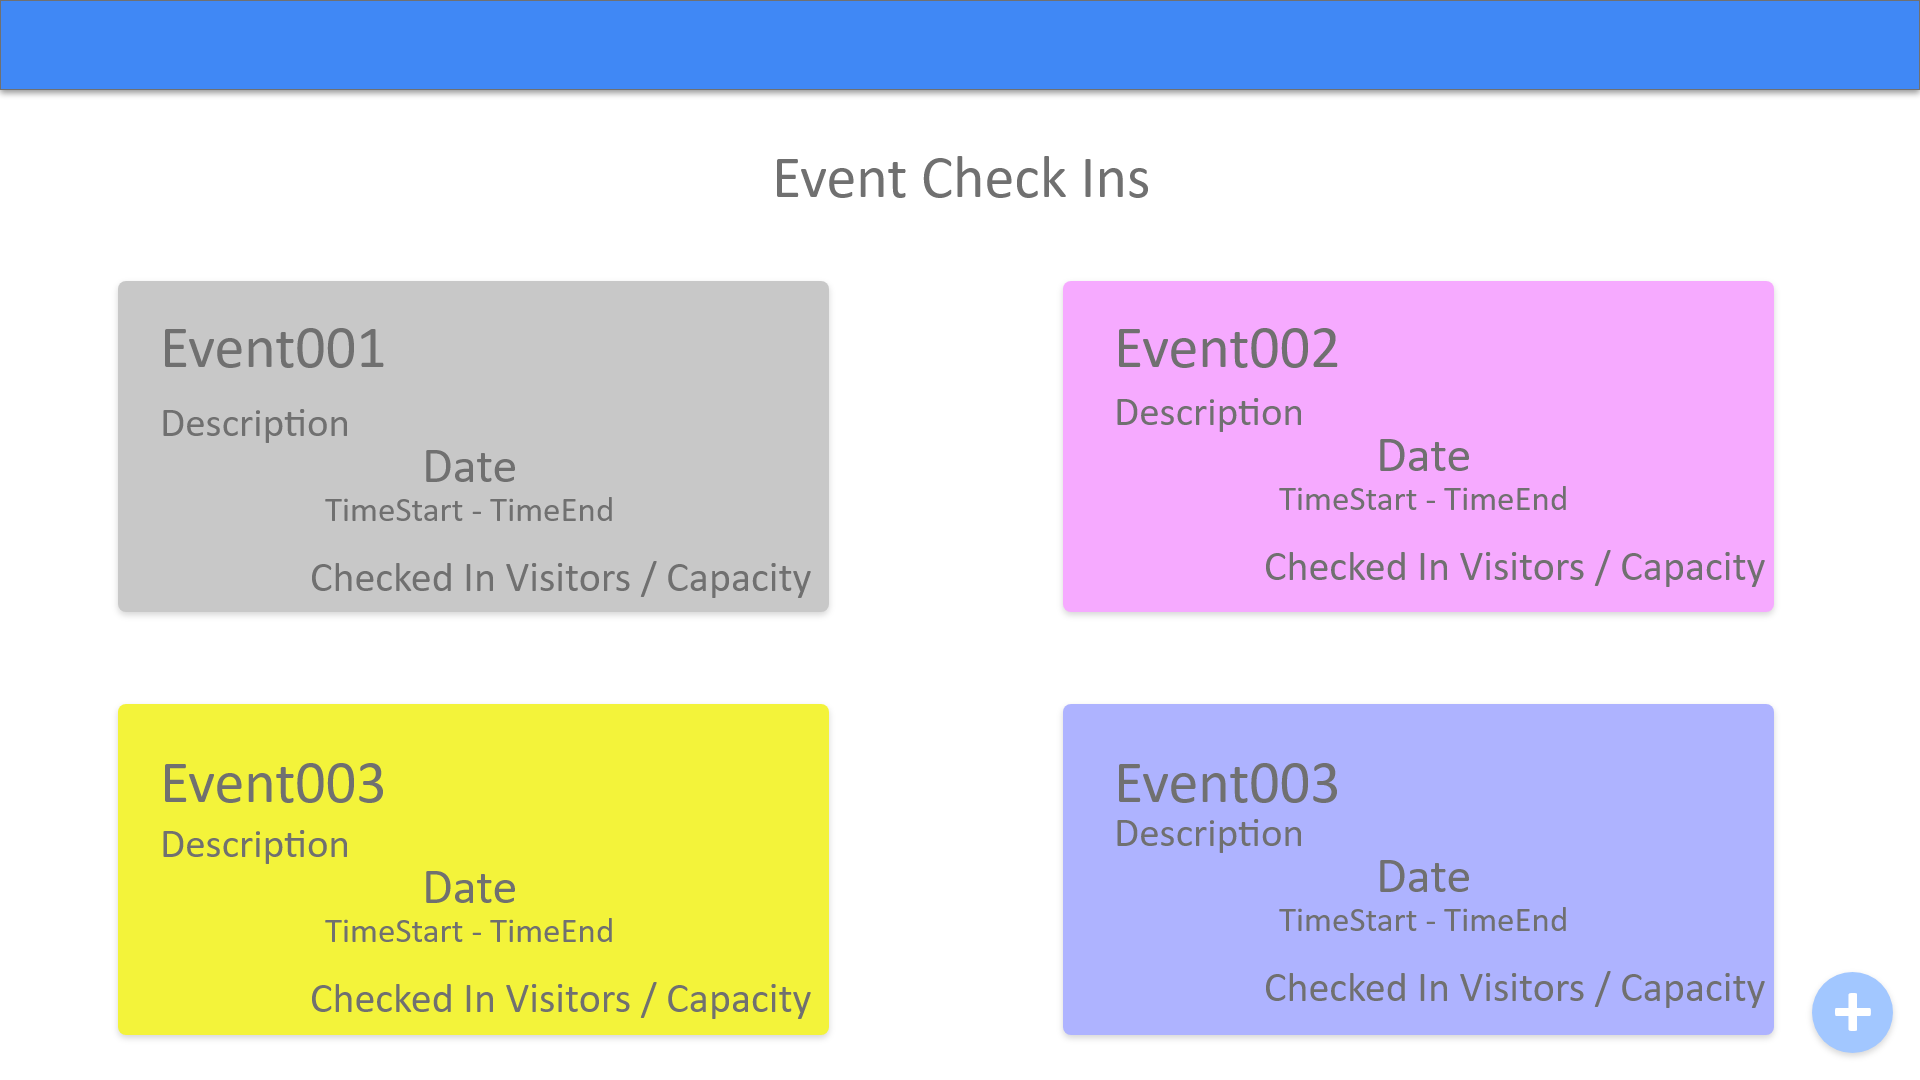 Event Check Ins
Event001
Description
Date
TimeStart - TimeEnd
Checked In Visitors / Capacity
Event002
Description
Date
TimeStart - TimeEnd
Checked In Visitors / Capacity
Event003
Description
Date
TimeStart - TimeEnd
Checked In Visitors / Capacity
Event003
Description
Date
TimeStart - TimeEnd
Checked In Visitors / Capacity